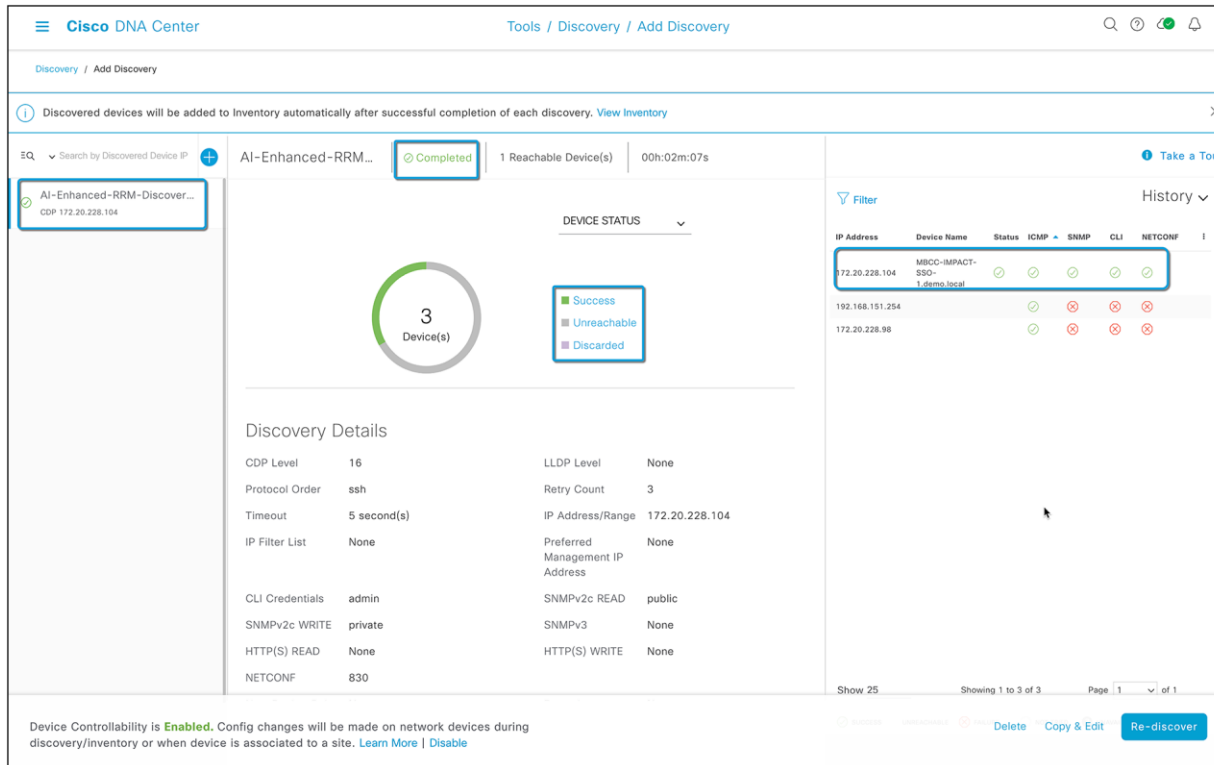 Cisco DNA Center
Tools / Discovery / Add Discovery
Discovery / Add Discovery
Discovered devices will be added to Inventory automatically after successful completion of each discovery. View Inventory
Search by Discovered Device IP
AI-Enhanced-RRM-Discover...
CDP 172.20.228.104
AI-Enhanced-RRM...
Completed
1 Reachable Device(s)
00h:02m:07s
DEVICE STATUS
3
Device(s)
Success
Unreachable
Discarded
Discovery Details
CDP Level 16 LLDP Level None
Protocol Order ssh Retry Count 3
Timeout 5 second(s) IP Address/Range 172.20.228.104
IP Filter List None Preferred Management IP Address None
CLI Credentials admin SNMPv2c READ public
SNMPv2c WRITE private SNMPv3 None
HTTP(S) READ None HTTP(S) WRITE None
NETCONF 830
Take a Tou
Filter
History
IP Address Device Name Status ICMP SNMP CLI NETCONF
172.20.228.104 MBCC-IMPACT-
SSO-
1.demo.local
192.168.151.254
172.20.228.98
Show 25 Showing 1 to 3 of 3 Page 1 of 1
Device Controllability is Enabled. Config changes will be made on network devices during
discovery/inventory or when device is associated to a site. Learn More | Disable
Delete Copy & Edit Re-discover